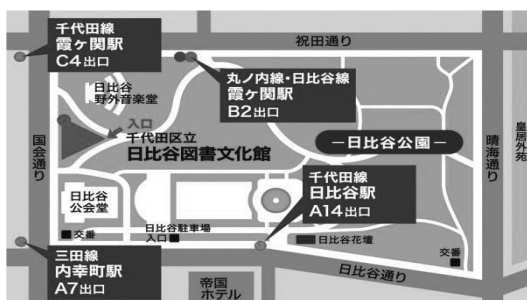 千代田線
霞ヶ関駅
C4出口
祝田通り
丸ノ内線・日比谷線
霞ヶ関駅
B2出口
日比谷
野外音楽堂
入口
千代田区立
日比谷図書文化館
国会通り
－日比谷公園－
晴海通り
皇居外苑
日比谷
公会堂
千代田線
日比谷駅
A14出口
日比谷駐車場
入口
交番
日比谷花壇
交番
三田線
内幸町駅
A7出口
日比谷通り
帝国
ホテル